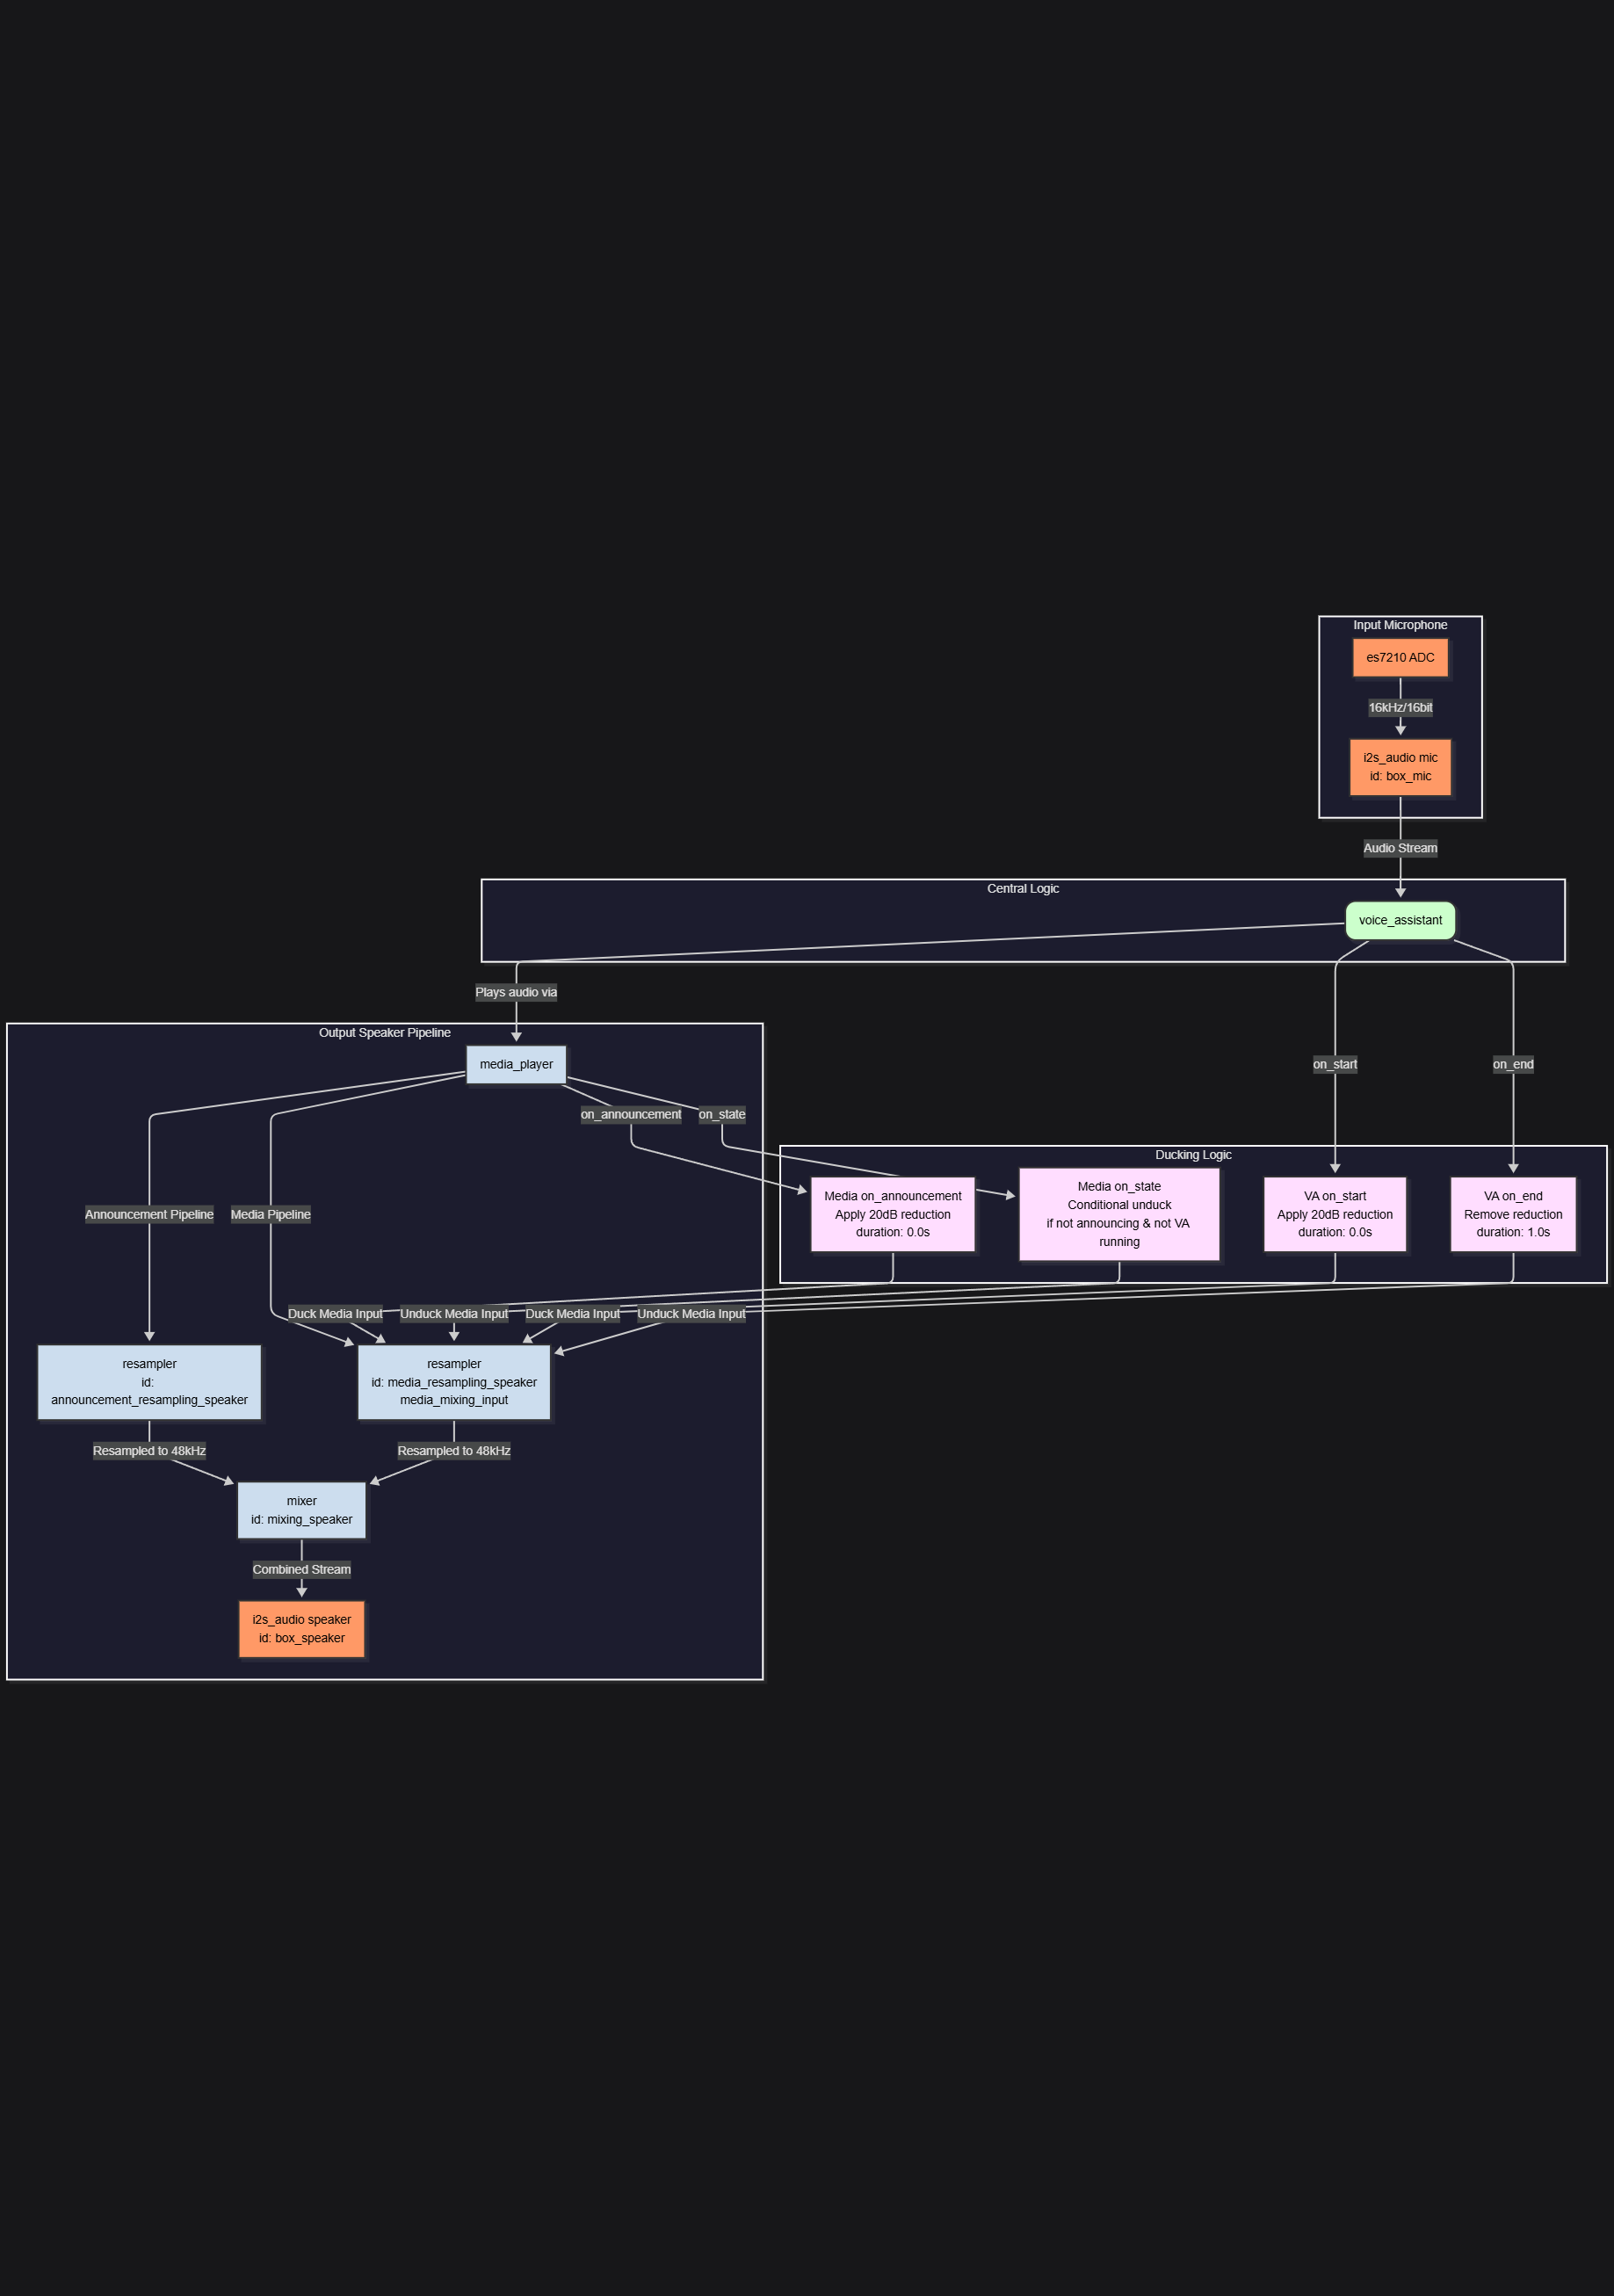 Input Microphone
es7210 ADC
16kHz/16bit
i2s_audio mic
id: box_mic
Audio Stream
Central Logic
voice_assistant
Plays audio via
Output Speaker Pipeline
media_player
on_start
on_end
on_announcement
on_state
Ducking Logic
Media on_announcement
Apply 20dB reduction
duration: 0.0s
Media on_state
Conditional unduck
if not announcing & not VA
running
VA on_start
Apply 20dB reduction
duration: 0.0s
VA on_end
Remove reduction
duration: 1.0s
Announcement Pipeline
Media Pipeline
Duck Media Input
Unduck Media Input
Duck Media Input
Unduck Media Input
resampler
id:
announcement_resampling_speaker
resampler
id: media_resampling_speaker
media_mixing_input
Resampled to 48kHz
Resampled to 48kHz
mixer
id: mixing_speaker
Combined Stream
i2s_audio speaker
id: box_speaker